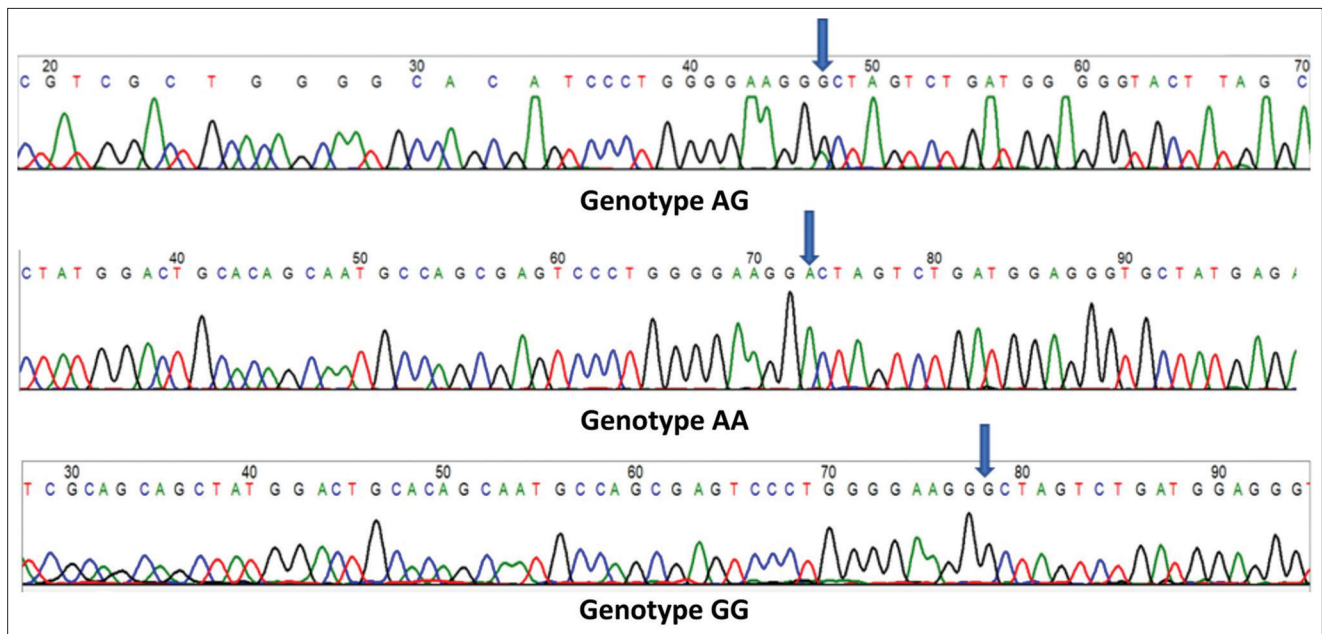 20 30 40 50 60 70
C G T C G C T G G G G C A C A T C C C T G G G G A A G G G C T A G T C T G A T G G G G G T A C T T A G C
Genotype AG
40 50 60 70 80 90
C T A T G G A C T G C A C A G C A A T G C C A G C G A G T C C C T G G G G A A G G A C T A G T C T G A T G G A G G G T G C T A T G A G A
Genotype AA
30 40 50 60 70 80 90
T C G C A G C A G C T A T G G A C T G C A C A G C A A T G C C A G C G A G T C C C T G G G G A A G G G C T A G T C T G A T G G A G G G T
Genotype GG